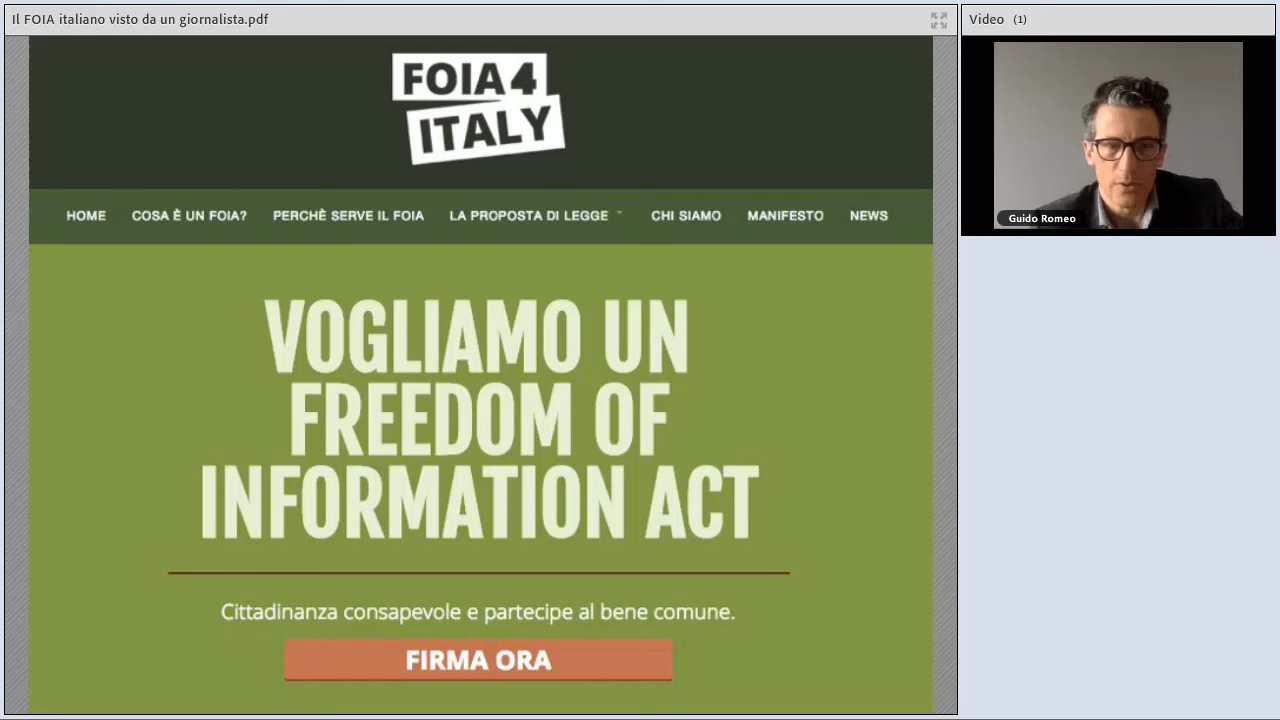 Il FOIA italiano visto da un giornalista.pdf
Video (1)
FOIA 4
ITALY
HOME COSA È UN FOIA? PERCHÈ SERVE IL FOIA LA PROPOSTA DI LEGGE CHI SIAMO MANIFESTO NEWS
VOGLIAMO UN
FREEDOM OF
INFORMATION ACT
Cittadinanza consapevole e partecipe al bene comune.
FIRMA ORA
Guido Romeo